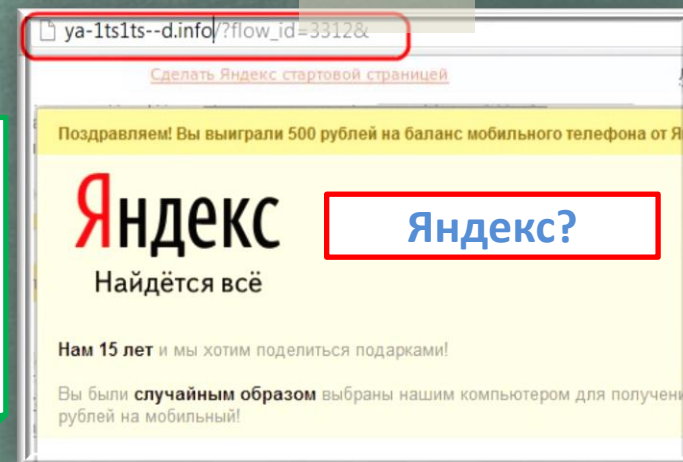 ya-1ts1ts--d.info/?flow_id=3312&
Сделать Яндекс стартовой страницей
Поздравляем! Вы выиграли 500 рублей на баланс мобильного телефона от
Яндекс
Найдётся всё
Яндекс?
Нам 15 лет и мы хотим поделиться подарками!
Вы были случайным образом выбраны нашим компьютером для
рублей на мобильный!